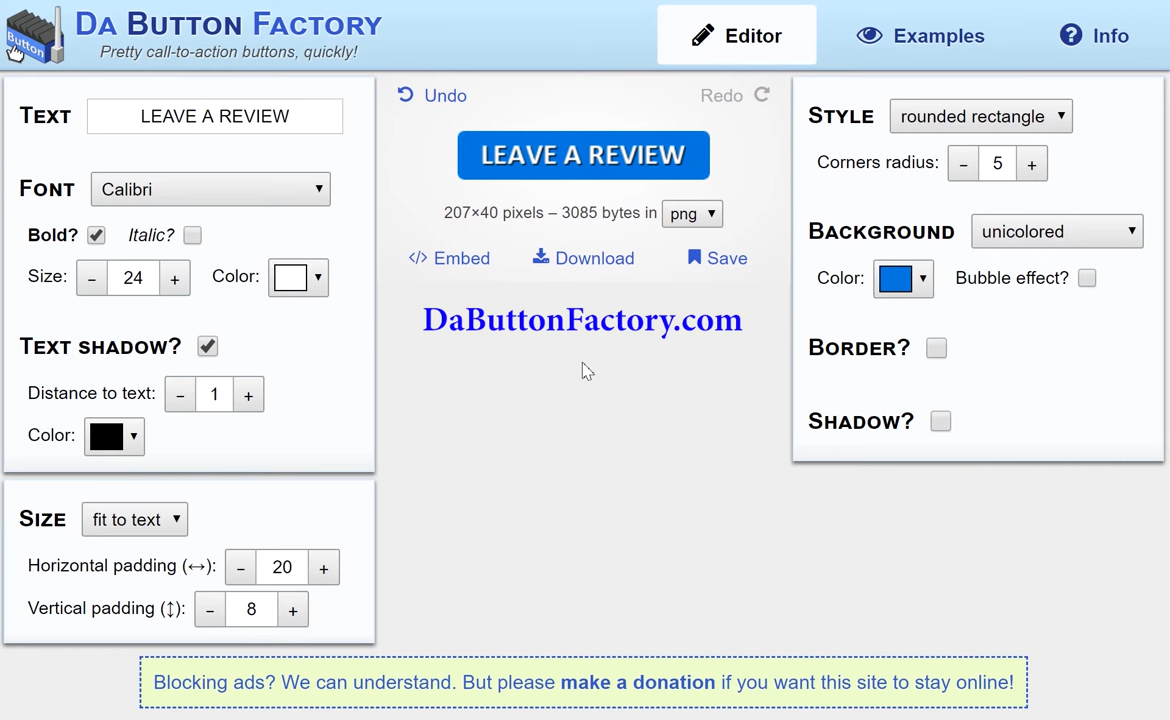 DA BUTTON FACTORY
Pretty call-to-action buttons, quickly!
Button
Editor
Examples
Info
TEXT LEAVE A REVIEW
FONT Calibri
Bold? Italic?
Size: – 24 + Color:
TEXT SHADOW?
Distance to text: – 1 +
Color:
SIZE fit to text
Horizontal padding (↔): – 20 +
Vertical padding (↕): – 8 +
Undo Redo
LEAVE A REVIEW
207×40 pixels – 3085 bytes in png
</> Embed Download Save
DaButtonFactory.com
STYLE rounded rectangle
Corners radius: – 5 +
BACKGROUND unicolored
Color: Bubble effect?
BORDER?
SHADOW?
Blocking ads? We can understand. But please make a donation if you want this site to stay online!